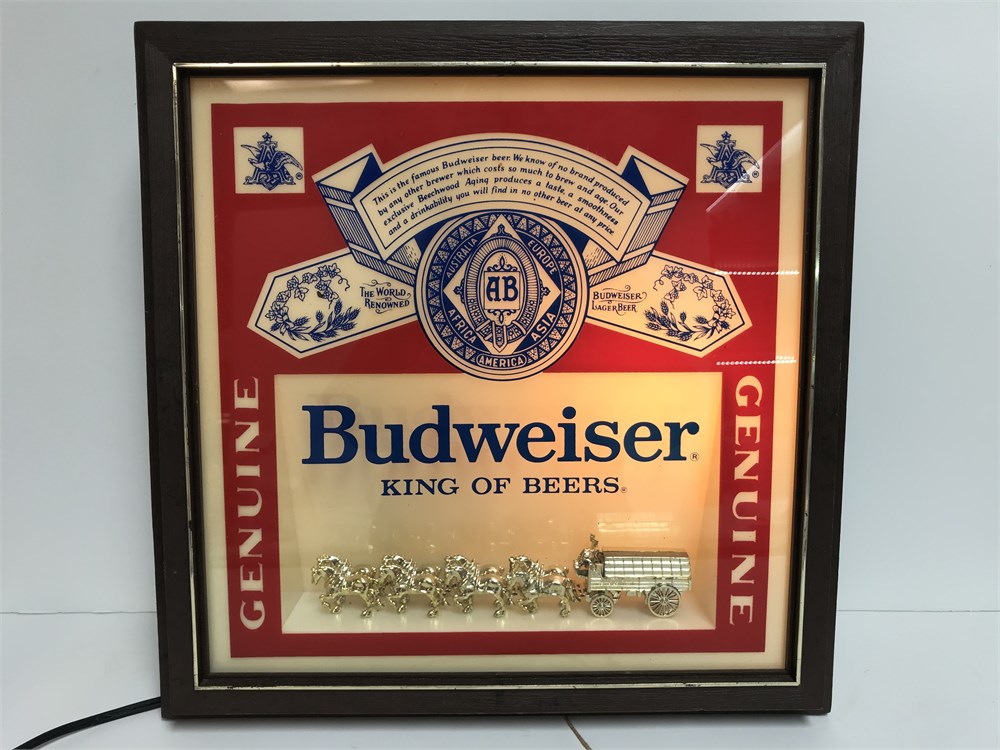 This is the famous Budweiser beer. We know of no brand produced
by any other brewer which costs so much to brew and age. Our
exclusive Beechwood Aging produces a taste, a smoothness
and a drinkability you will find in no other beer at any price
AUSTRALIA
EUROPE
AFRICA
ASIA
AMERICA
AB
THE WORLD
RENOWNED
BUDWEISER
LAGER BEER
GENUINE
GENUINE
Budweiser®
KING OF BEERS®